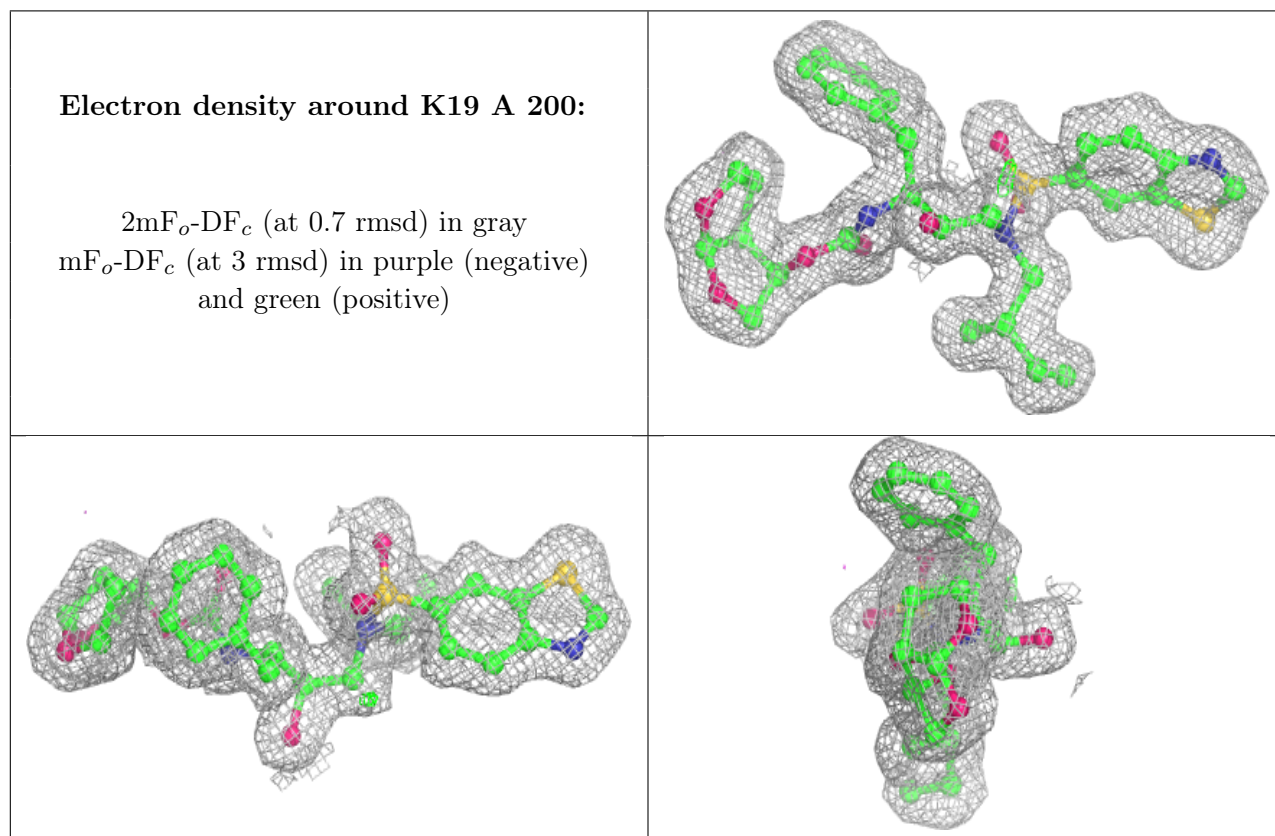 Electron density around K19 A 200:
2mFₒ-DF𝒸 (at 0.7 rmsd) in gray
mFₒ-DF𝒸 (at 3 rmsd) in purple (negative)
and green (positive)